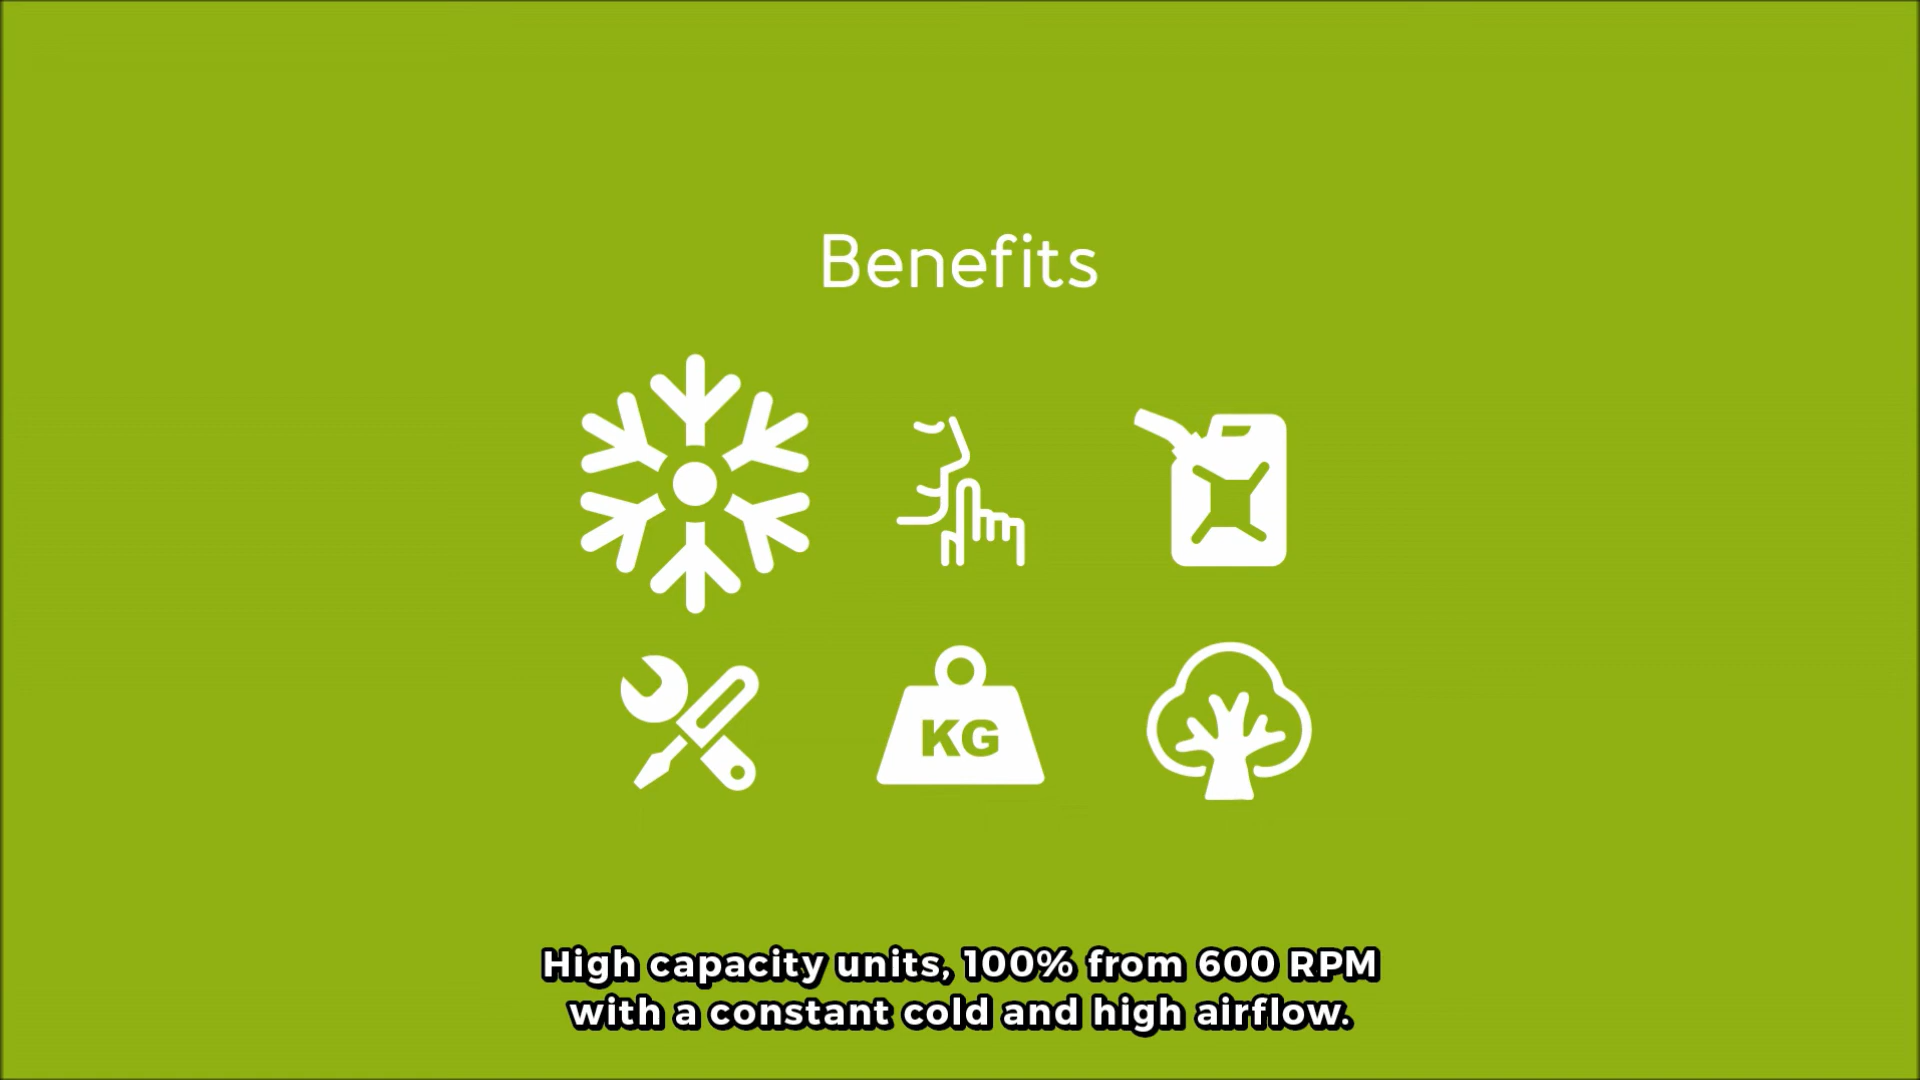 Benefits
KG
High capacity units, 100% from 600 RPM
with a constant cold and high airflow.